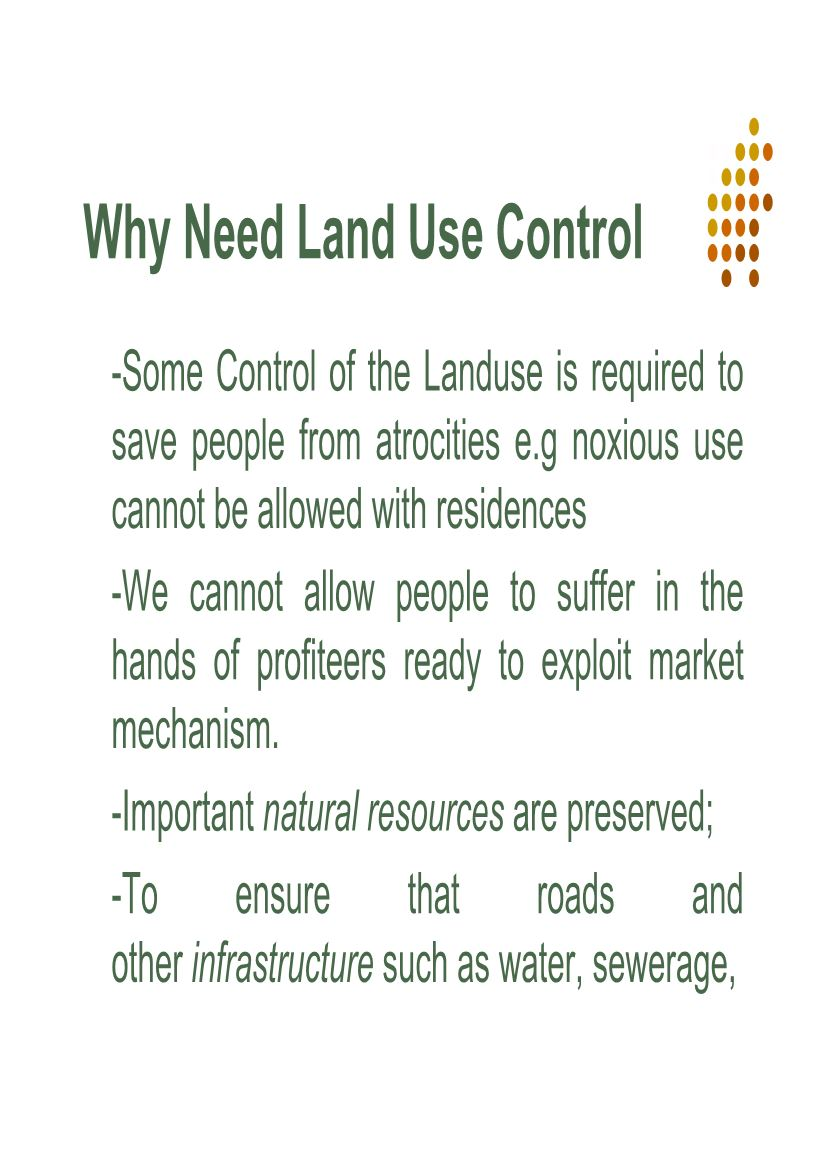 Why Need Land Use Control
-Some Control of the Landuse is required to
save people from atrocities e.g noxious use
cannot be allowed with residences
-We cannot allow people to suffer in the
hands of profiteers ready to exploit market
mechanism.
-Important natural resources are preserved;
-To ensure that roads and
other infrastructure such as water, sewerage,